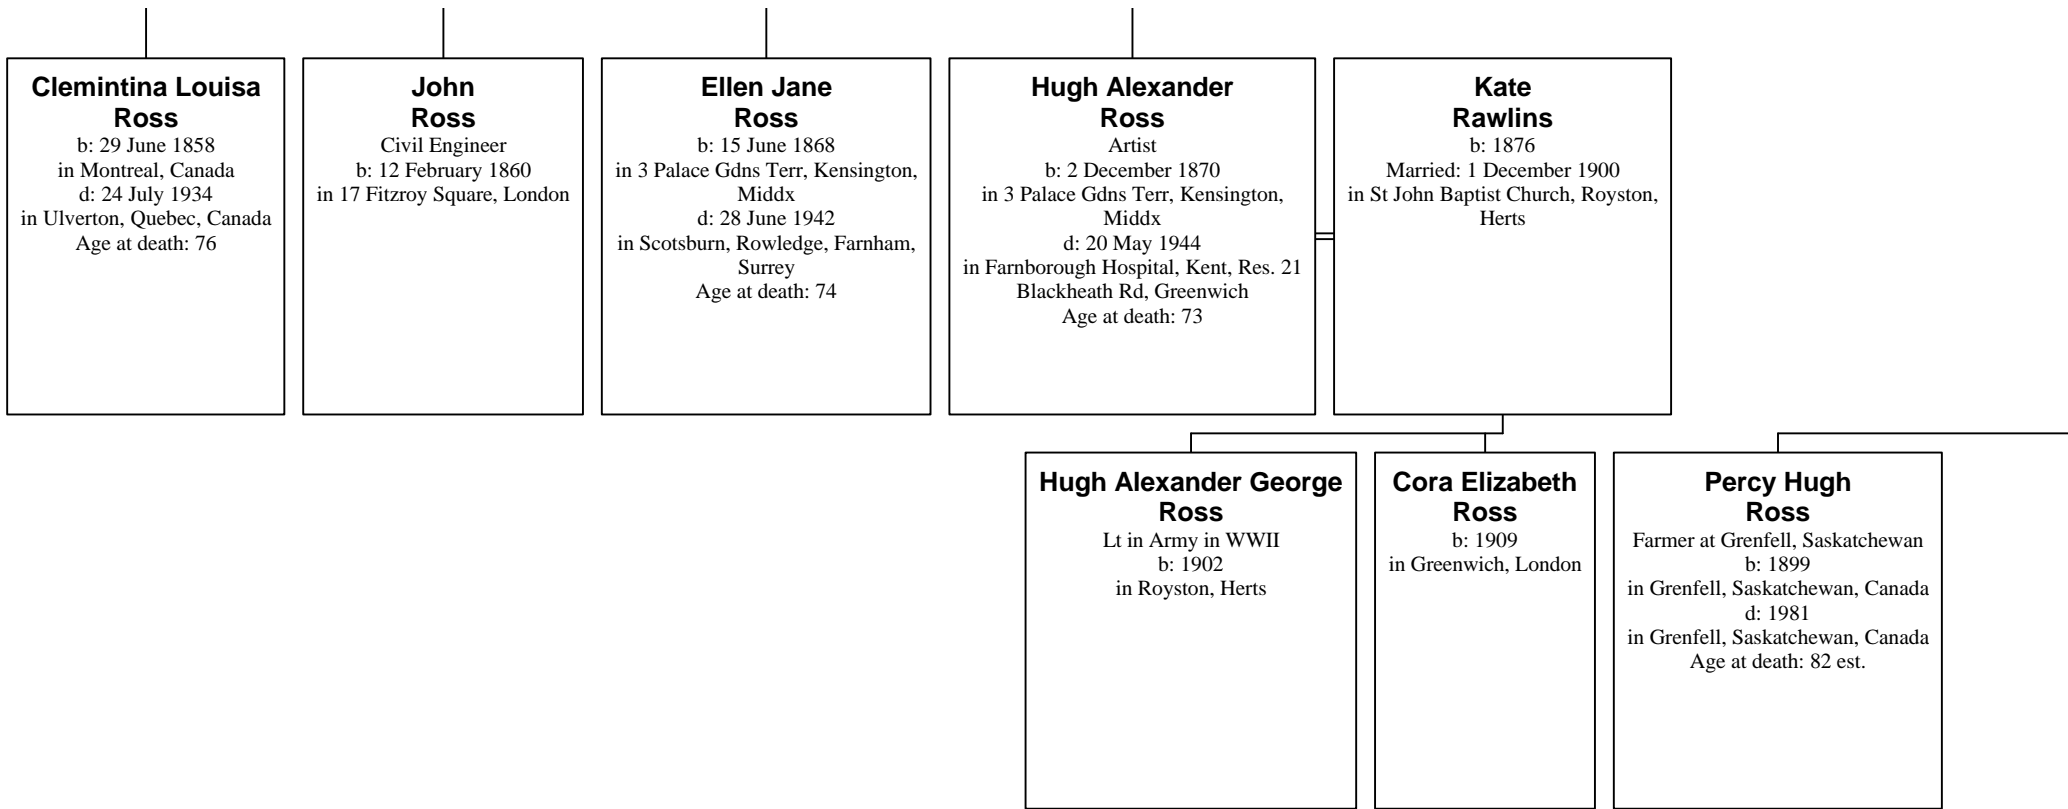 Clemintina Louisa
Ross
b: 29 June 1858
in Montreal, Canada
d: 24 July 1934
in Ulverton, Quebec, Canada
Age at death: 76
John
Ross
Civil Engineer
b: 12 February 1860
in 17 Fitzroy Square, London
Ellen Jane
Ross
b: 15 June 1868
in 3 Palace Gdns Terr, Kensington,
Middx
d: 28 June 1942
in Scotsburn, Rowledge, Farnham,
Surrey
Age at death: 74
Hugh Alexander
Ross
Artist
b: 2 December 1870
in 3 Palace Gdns Terr, Kensington,
Middx
d: 20 May 1944
in Farnborough Hospital, Kent, Res. 21
Blackheath Rd, Greenwich
Age at death: 73
Kate
Rawlins
b: 1876
Married: 1 December 1900
in St John Baptist Church, Royston,
Herts
Hugh Alexander George
Ross
Lt in Army in WWII
b: 1902
in Royston, Herts
Cora Elizabeth
Ross
b: 1909
in Greenwich, London
Percy Hugh
Ross
Farmer at Grenfell, Saskatchewan
b: 1899
in Grenfell, Saskatchewan, Canada
d: 1981
in Grenfell, Saskatchewan, Canada
Age at death: 82 est.